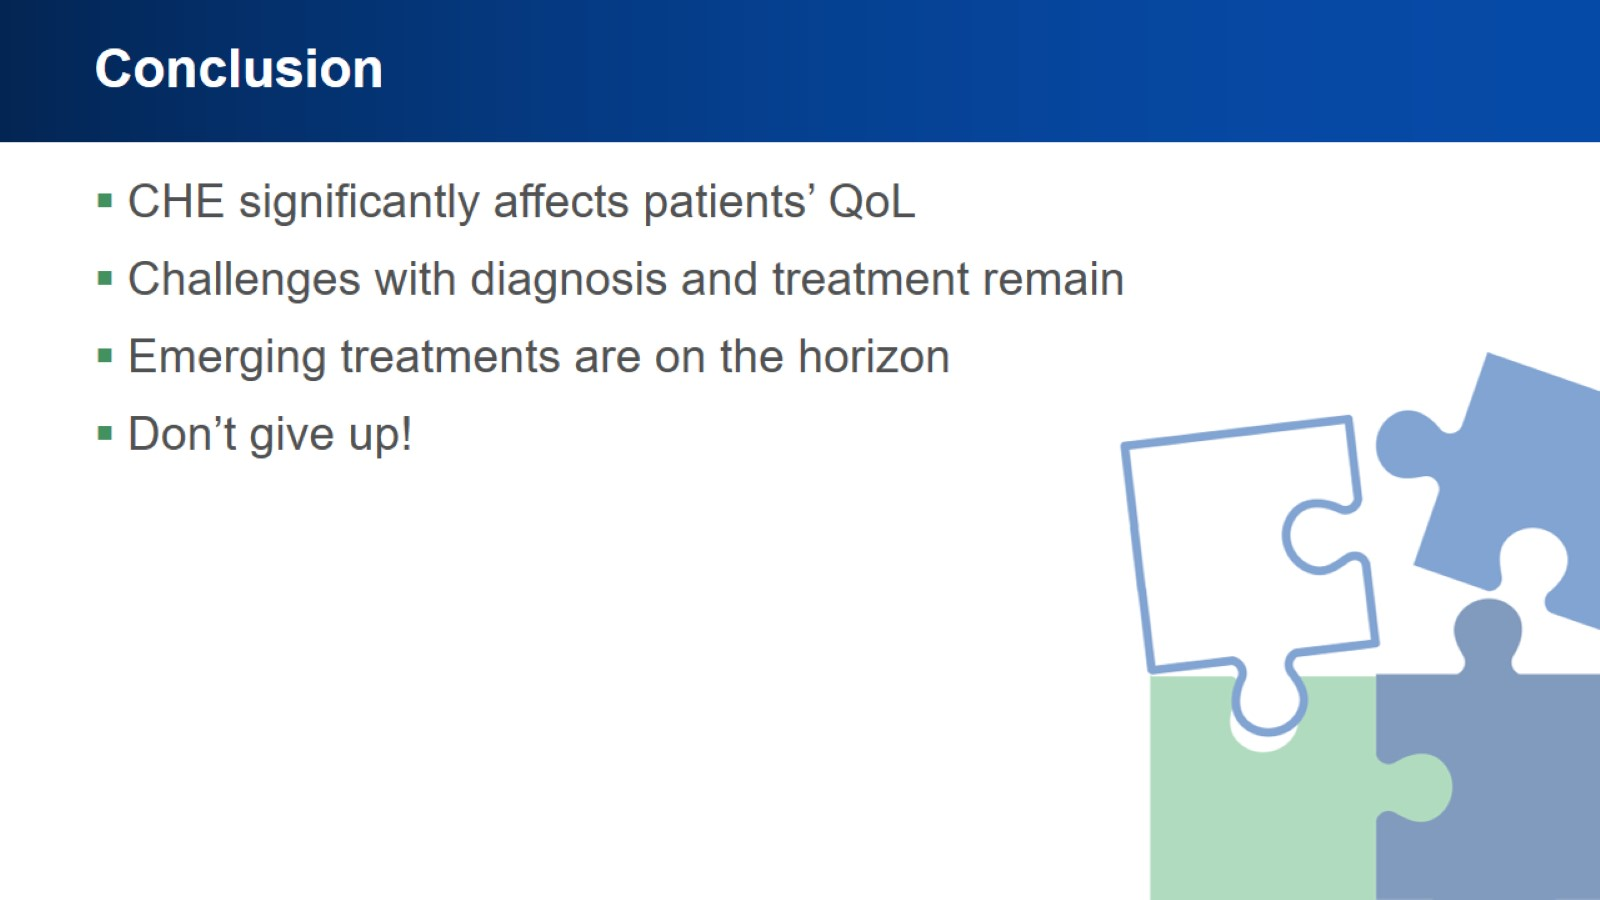 Conclusion
CHE significantly affects patients’ QoL
Challenges with diagnosis and treatment remain
Emerging treatments are on the horizon
Don’t give up!